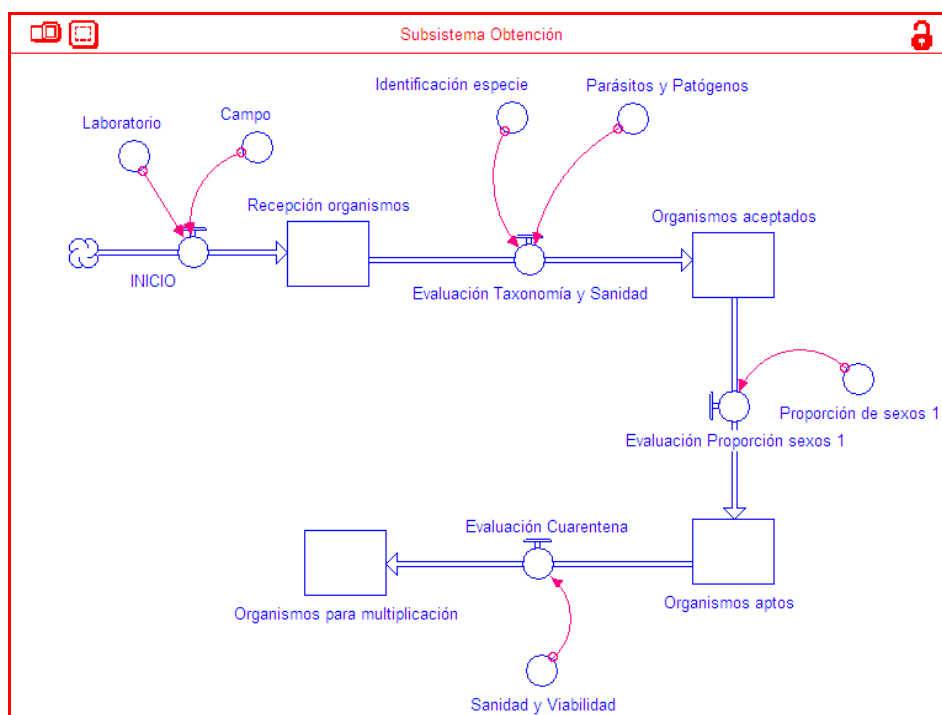 Subsistema Obtención
Identificación especie
Parásitos y Patógenos
Campo
Laboratorio
Recepción organismos
Organismos aceptados
INICIO
Evaluación Taxonomía y Sanidad
Proporción de sexos 1
Evaluación Proporción sexos 1
Evaluación Cuarentena
Organismos aptos
Organismos para multiplicación
Sanidad y Viabilidad